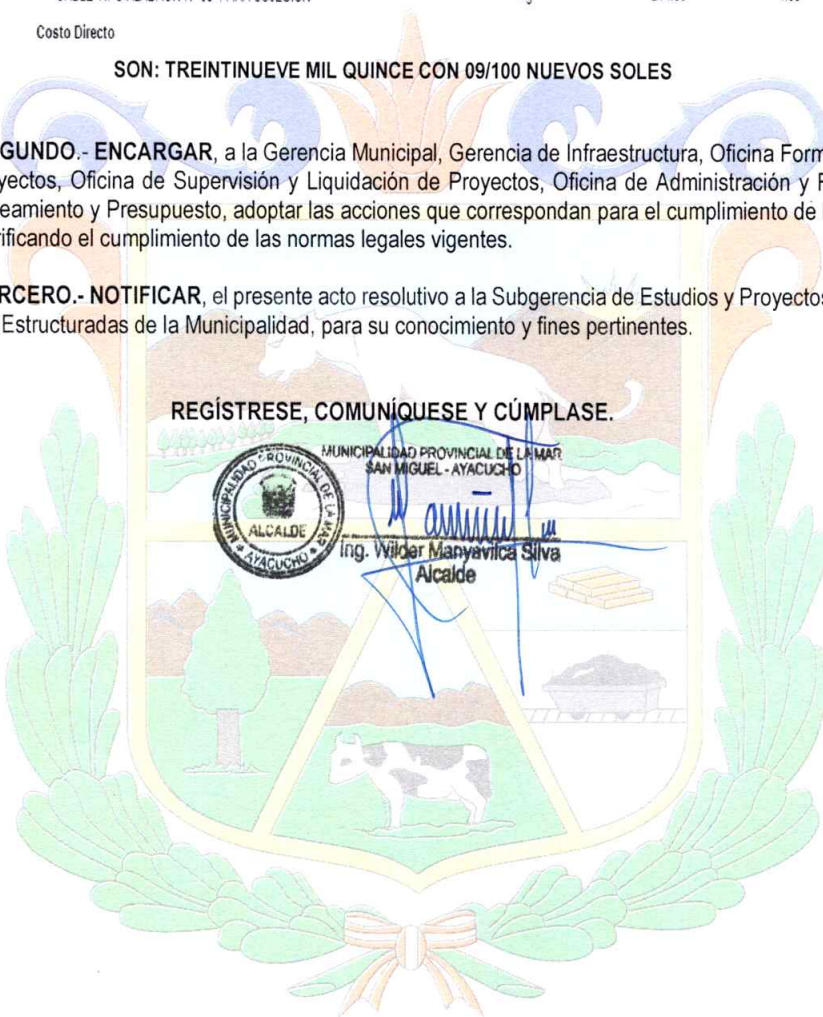 Costo Directo
SON: TREINTINUEVE MIL QUINCE CON 09/100 NUEVOS SOLES
GUNDO.- ENCARGAR, a la Gerencia Municipal, Gerencia de Infraestructura, Oficina Form
yectos, Oficina de Supervisión y Liquidación de Proyectos, Oficina de Administración y F
eamiento y Presupuesto, adoptar las acciones que correspondan para el cumplimiento de l
ificando el cumplimiento de las normas legales vigentes.
RCERO.- NOTIFICAR, el presente acto resolutivo a la Subgerencia de Estudios y Proyectos
Estructuradas de la Municipalidad, para su conocimiento y fines pertinentes.
REGÍSTRESE, COMUNÍQUESE Y CÚMPLASE.
MUNICIPALIDAD PROVINCIAL DE LA MAR
SAN MIGUEL - AYACUCHO
MUNICIPALIDAD PROVINCIAL DE LA MAR
ALCALDE
AYACUCHO
Ing. Wilder Manyavilca Silva
Alcalde